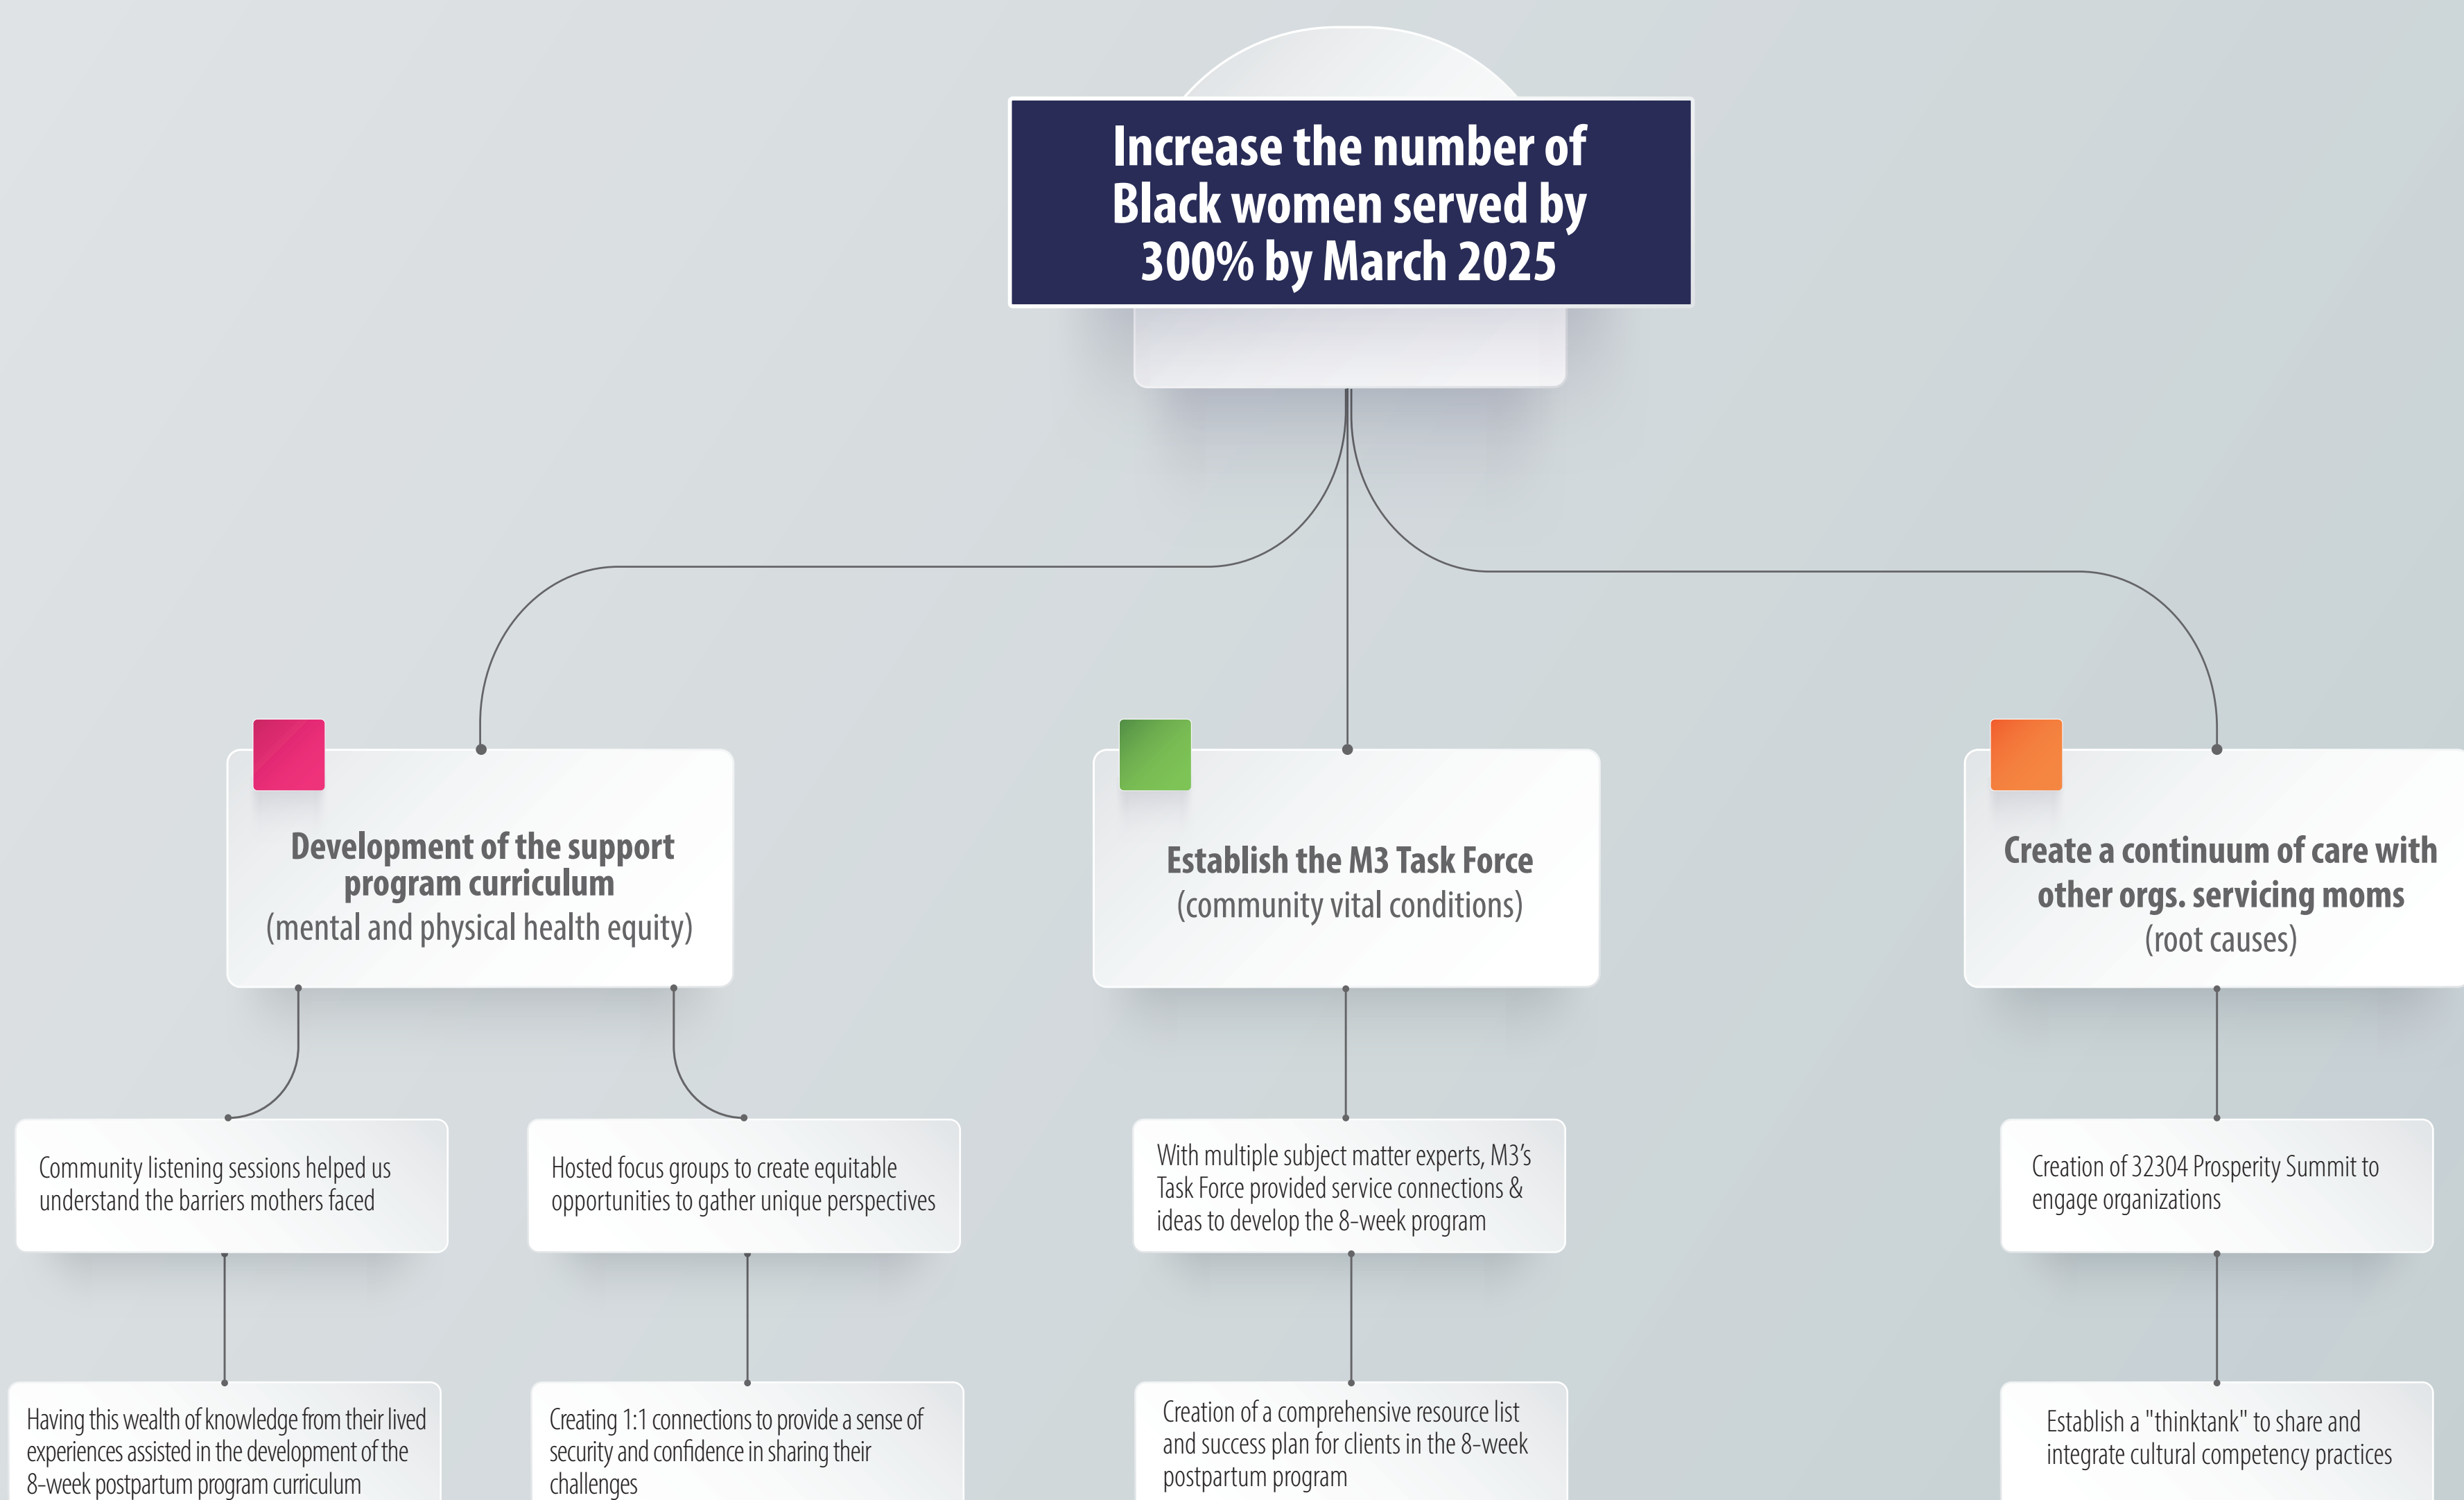 Increase the number of
Black women served by
300% by March 2025
Development of the support
program curriculum
(mental and physical health equity)
Establish the M3 Task Force
(community vital conditions)
Create a continuum of care with
other orgs. servicing moms
(root causes)
Community listening sessions helped us
understand the barriers mothers faced
Hosted focus groups to create equitable
opportunities to gather unique perspectives
With multiple subject matter experts, M3’s
Task Force provided service connections &
ideas to develop the 8-week program
Creation of 32304 Prosperity Summit to
engage organizations
Having this wealth of knowledge from their lived
experiences assisted in the development of the
8-week postpartum program curriculum
Creating 1:1 connections to provide a sense of
security and confidence in sharing their
challenges
Creation of a comprehensive resource list
and success plan for clients in the 8-week
postpartum program
Establish a "thinktank" to share and
integrate cultural competency practices